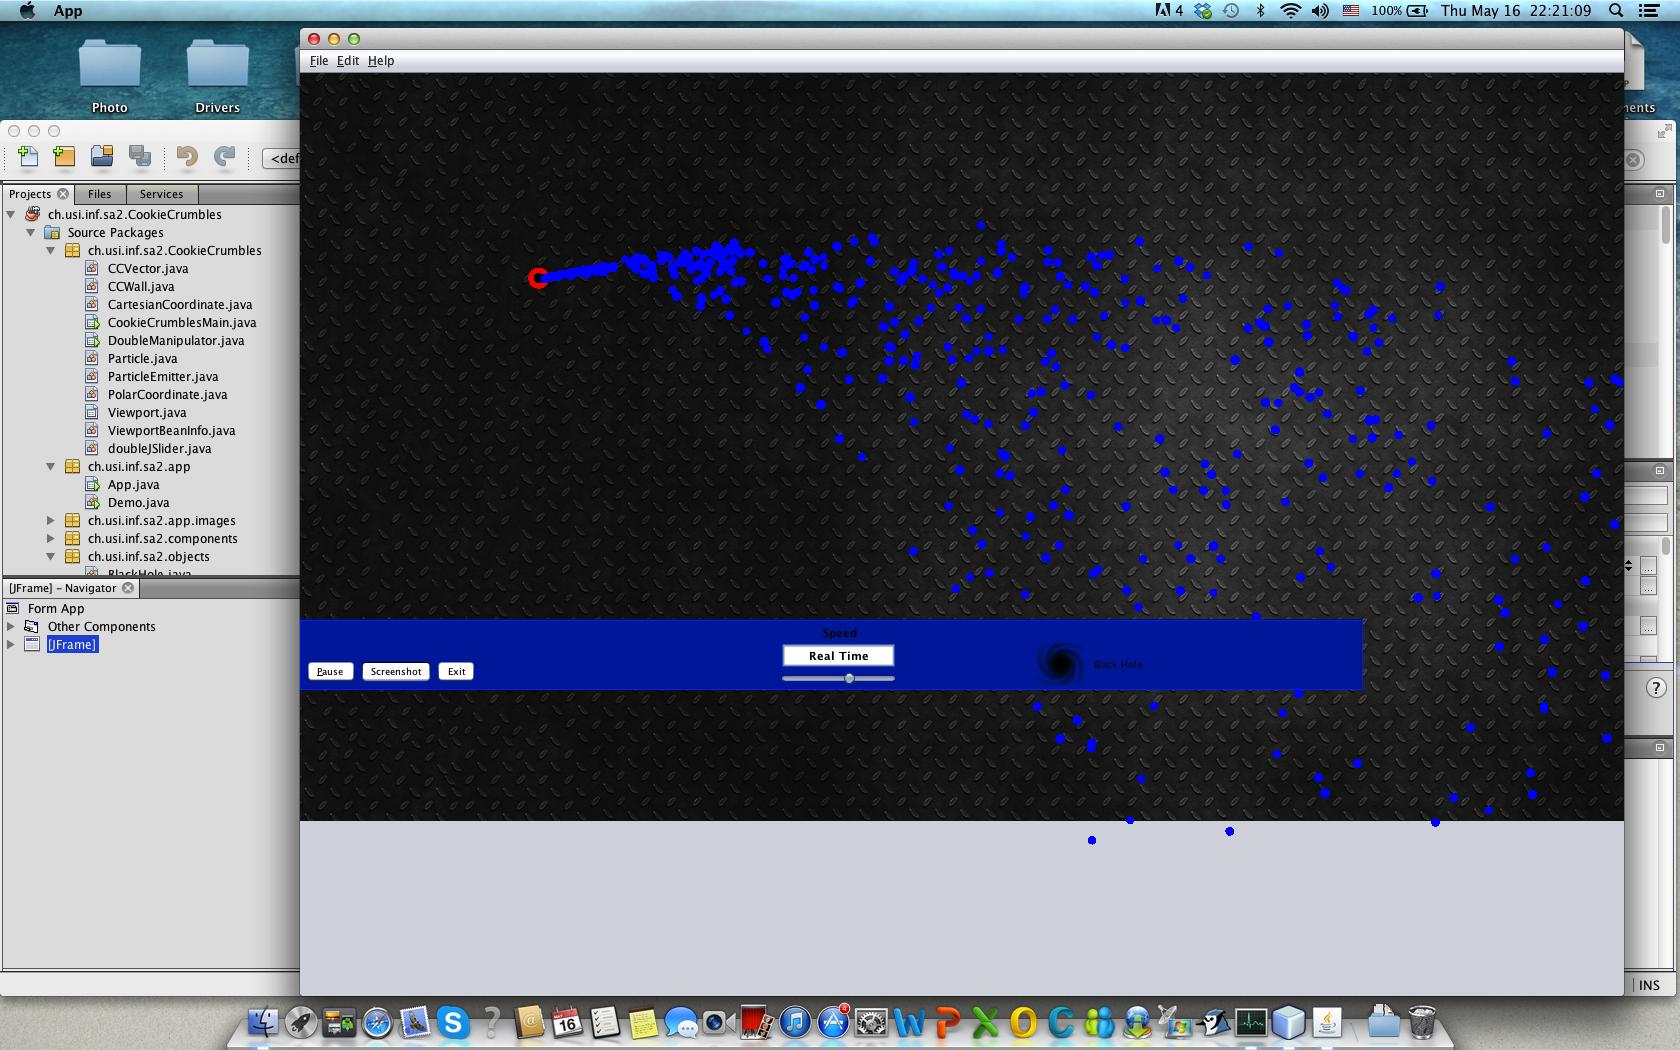 App
4
100%
Thu May 16 22:21:09
Photo
Drivers
ents
File Edit Help
<def
Projects
Files
Services
ch.usi.inf.sa2.CookieCrumbles
Source Packages
ch.usi.inf.sa2.CookieCrumbles
CCVector.java
CCWall.java
CartesianCoordinate.java
CookieCrumblesMain.java
DoubleManipulator.java
Particle.java
ParticleEmitter.java
PolarCoordinate.java
Viewport.java
ViewportBeanInfo.java
doubleJSlider.java
ch.usi.inf.sa2.app
App.java
Demo.java
ch.usi.inf.sa2.app.images
ch.usi.inf.sa2.components
ch.usi.inf.sa2.objects
BlackHole.java
[JFrame] - Navigator
Form App
Other Components
[JFrame]
Speed
Real Time
Pause
Screenshot
Exit
Black Hole
...
...
...
...
?
INS
MAY
16